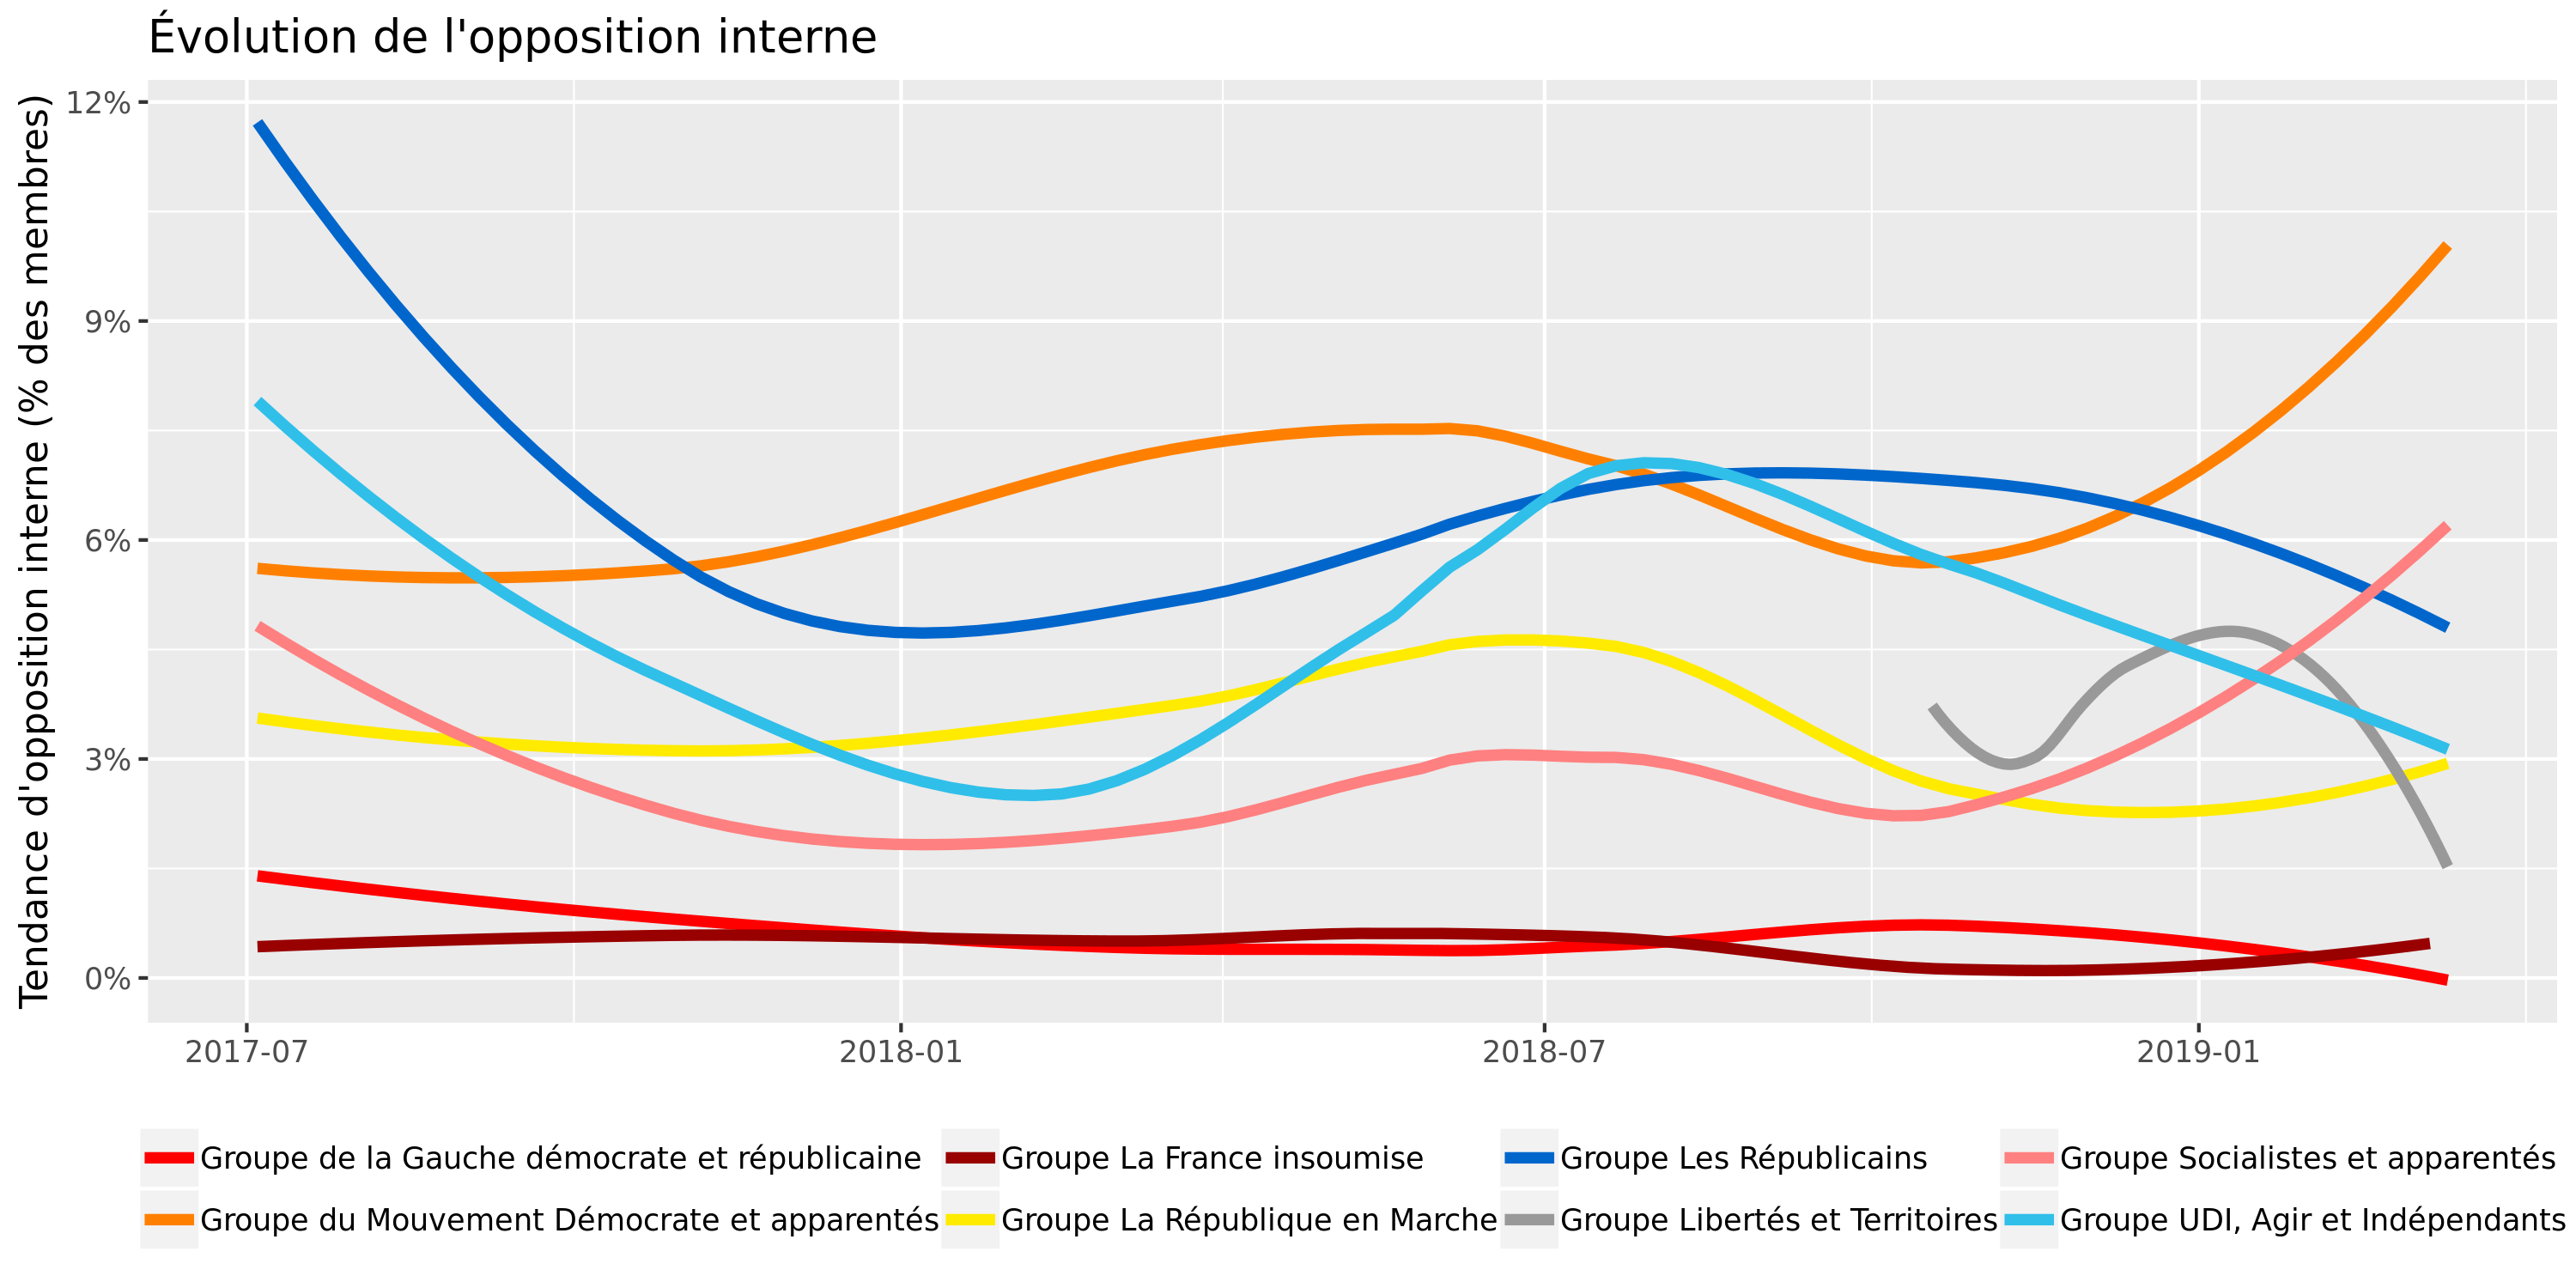 Évolution de l'opposition interne
Tendance d'opposition interne (% des membres)
12%
9%
6%
3%
0%
2017-07 2018-01 2018-07 2019-01
Groupe de la Gauche démocrate et républicaine Groupe La France insoumise Groupe Les Républicains Groupe Socialistes et apparentés
Groupe du Mouvement Démocrate et apparentés Groupe La République en Marche Groupe Libertés et Territoires Groupe UDI, Agir et Indépendants